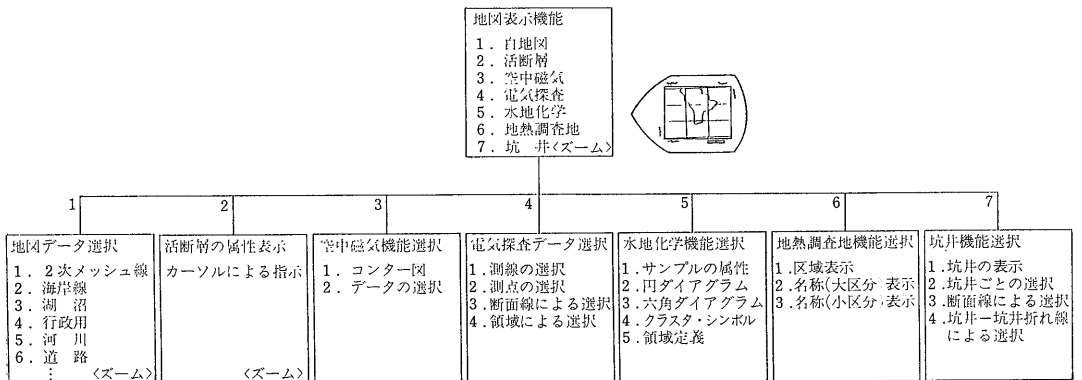 地図表示機能
1. 白地図
2. 活断層
3. 空中磁気
4. 電気探査
5. 水地化学
6. 地熱調査地
7. 坑 井〈ズーム〉
1
2
3
4
5
6
7
地図データ選択
1. 2次メッシュ線
2. 海岸線
3. 湖 沼
4. 行政用
5. 河 川
6. 道 路
⋮ 〈ズーム〉
活断層の属性表示
カーソルによる指示
〈ズーム〉
空中磁気機能選択
1. コンター図
2. データの選択
電気探査データ選択
1.測線の選択
2.測点の選択
3.断面線による選択
4.領域による選択
水地化学機能選択
1.サンプルの属性
2.円ダイアグラム
3.六角ダイアグラム
4.クラスタ・シンボル
5.領域定義
地熱調査地機能選択
1.区域表示
2.名称(大区分)表示
3.名称(小区分)表示
坑井機能選択
1.坑井の表示
2.坑井ごとの選択
3.断面線による選択
4.坑井ー坑井折れ線
による選択